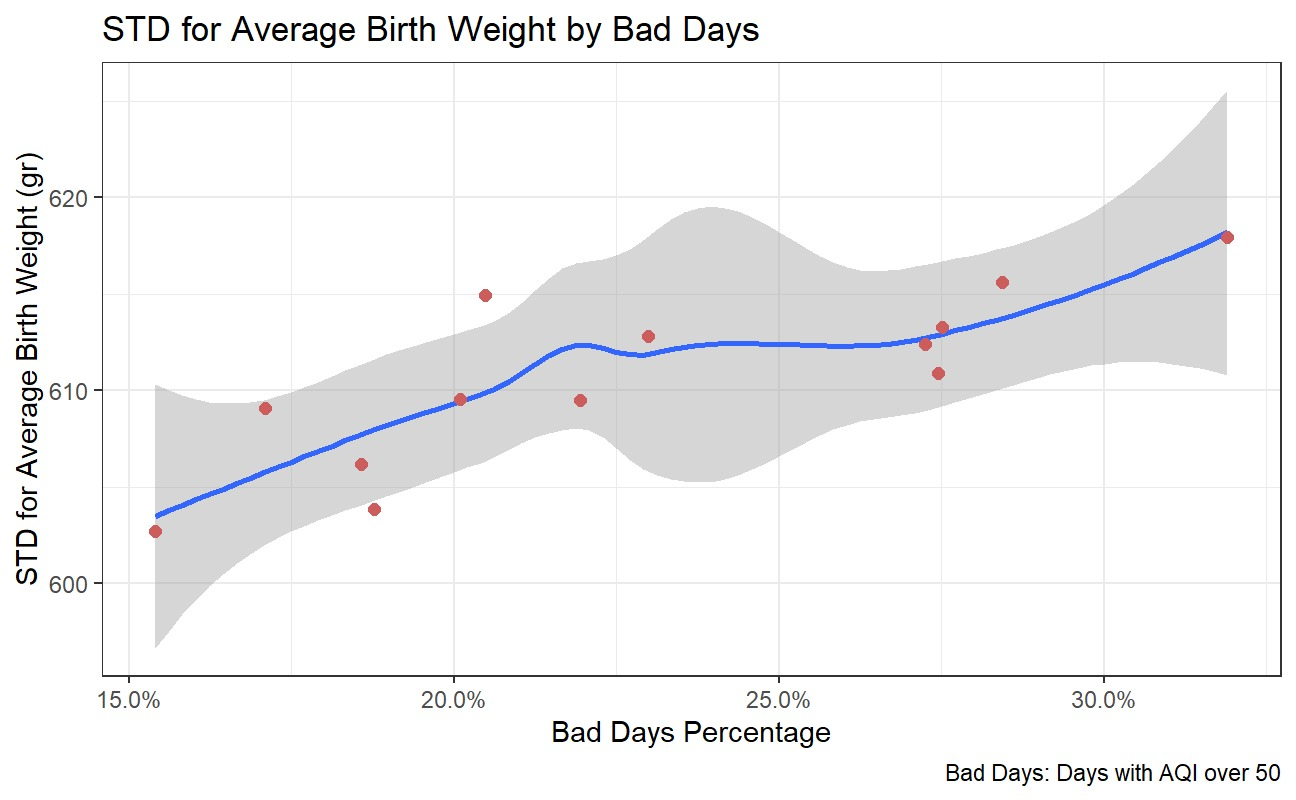 STD for Average Birth Weight by Bad Days
STD for Average Birth Weight (gr)
620
610
600
15.0%
20.0%
25.0%
30.0%
Bad Days Percentage
Bad Days: Days with AQI over 50